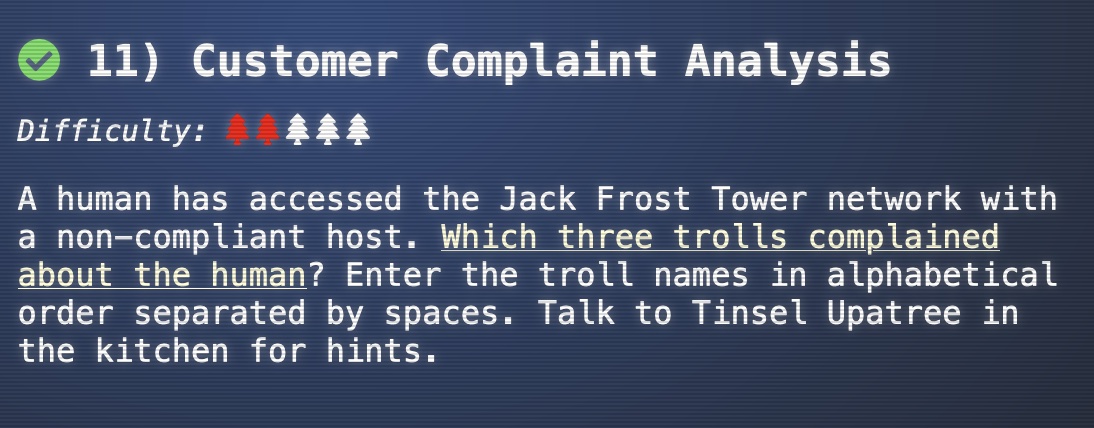 11) Customer Complaint Analysis
Difficulty:
A human has accessed the Jack Frost Tower network with
a non-compliant host. Which three trolls complained
about the human? Enter the troll names in alphabetical
order separated by spaces. Talk to Tinsel Upatree in
the kitchen for hints.